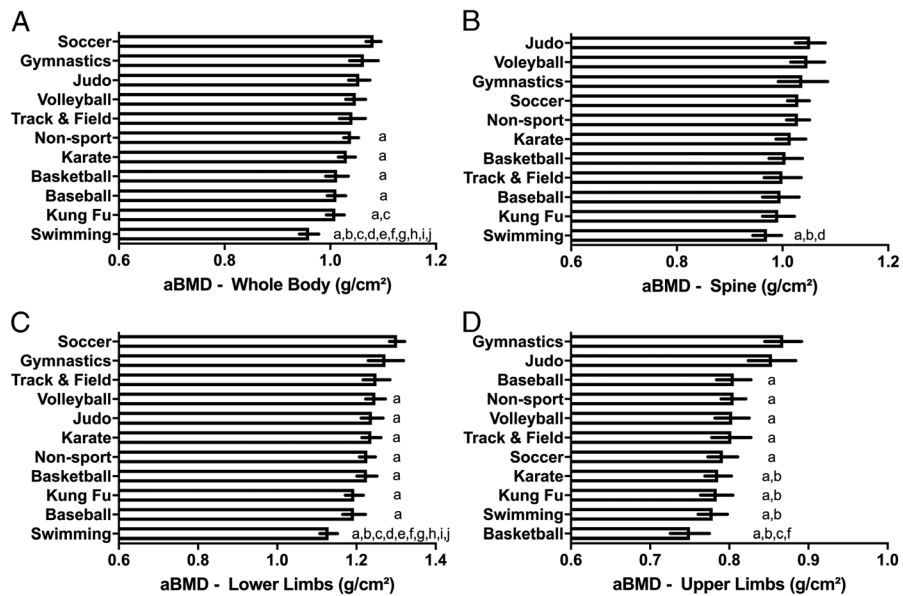 A
Soccer
Gymnastics
Judo
Volleyball
Track & Field
Non-sport a
Karate a
Basketball a
Baseball a
Kung Fu a,c
Swimming a,b,c,d,e,f,g,h,i,j
0.6 0.8 1.0 1.2
aBMD - Whole Body (g/cm²)
B
Judo
Voleyball
Gymnastics
Soccer
Non-sport
Karate
Basketball
Track & Field
Baseball
Kung Fu
Swimming a,b,d
0.6 0.8 1.0 1.2
aBMD - Spine (g/cm²)
C
Soccer
Gymnastics
Track & Field
Volleyball a
Judo a
Karate a
Non-sport a
Basketball a
Kung Fu a
Baseball a
Swimming a,b,c,d,e,f,g,h,i,j
0.6 0.8 1.0 1.2 1.4
aBMD - Lower Limbs (g/cm²)
D
Gymnastics
Judo
Baseball a
Non-sport a
Volleyball a
Track & Field a
Soccer a
Karate a,b
Kung Fu a,b
Swimming a,b
Basketball a,b,c,f
0.6 0.7 0.8 0.9 1.0
aBMD - Upper Limbs (g/cm²)